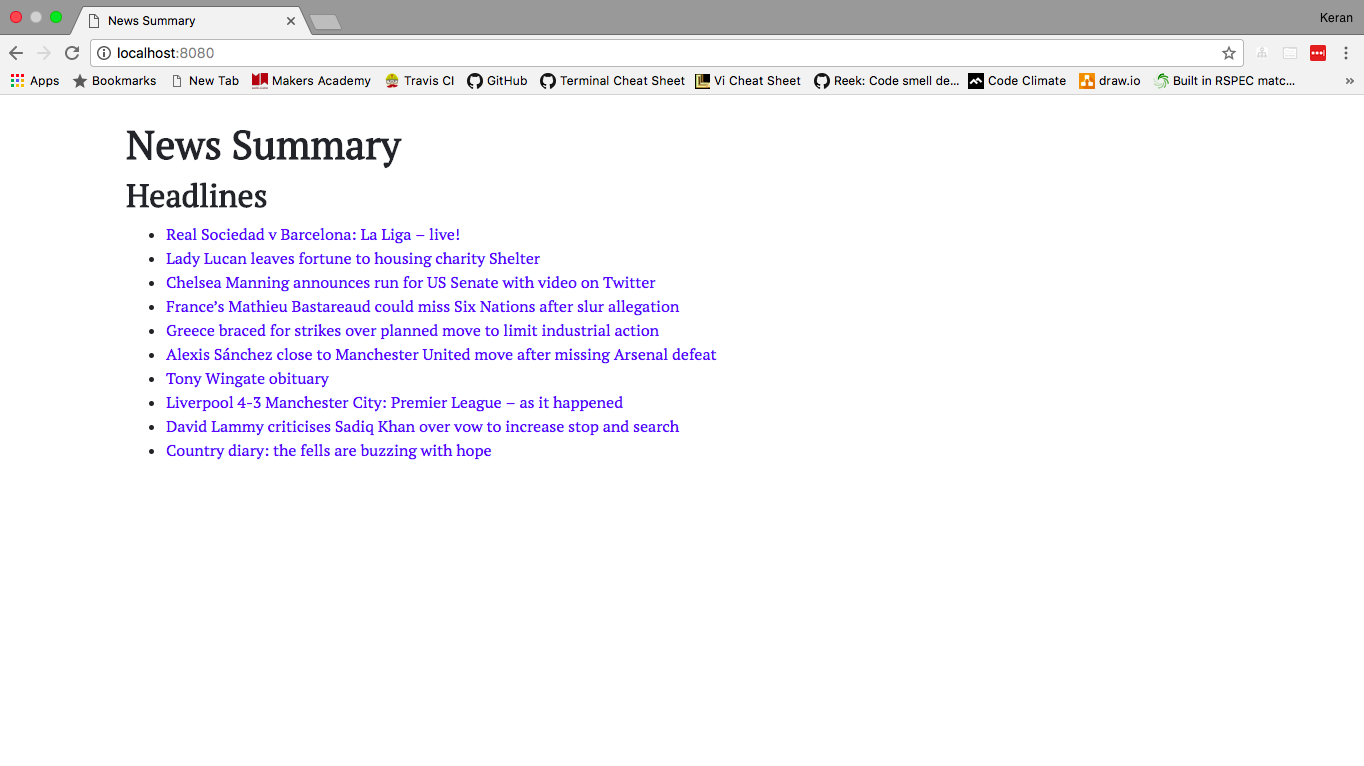 News Summary
Keran
localhost:8080
Apps Bookmarks New Tab Makers Academy Travis CI GitHub Terminal Cheat Sheet Vi Cheat Sheet Reek: Code smell de... Code Climate draw.io Built in RSPEC matc... »
News Summary
Headlines
Real Sociedad v Barcelona: La Liga – live!
Lady Lucan leaves fortune to housing charity Shelter
Chelsea Manning announces run for US Senate with video on Twitter
France’s Mathieu Bastareaud could miss Six Nations after slur allegation
Greece braced for strikes over planned move to limit industrial action
Alexis Sánchez close to Manchester United move after missing Arsenal defeat
Tony Wingate obituary
Liverpool 4-3 Manchester City: Premier League – as it happened
David Lammy criticises Sadiq Khan over vow to increase stop and search
Country diary: the fells are buzzing with hope